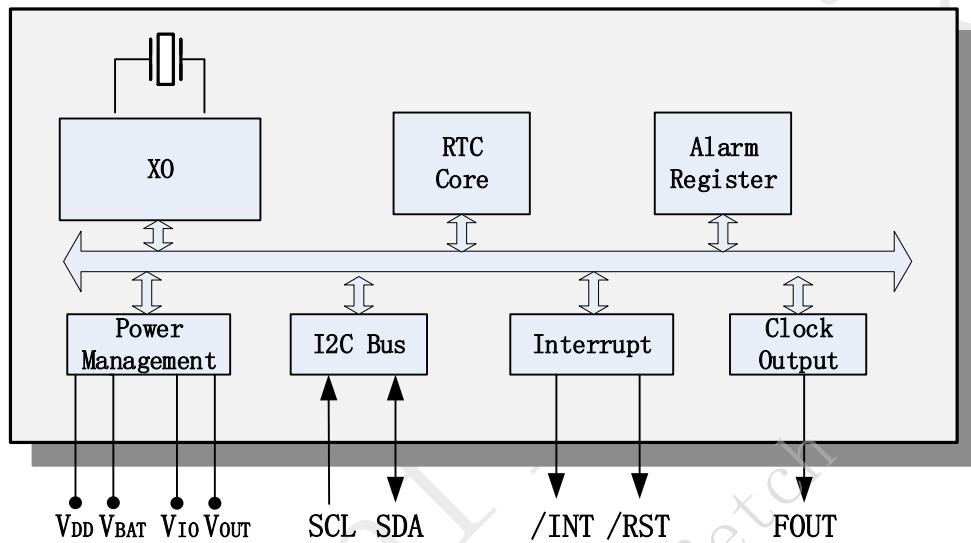 XO
RTC
Core
Alarm
Register
Power
Management
I2C Bus
Interrupt
Clock
Output
VDD VBAT VIO VOUT SCL SDA /INT /RST FOUT